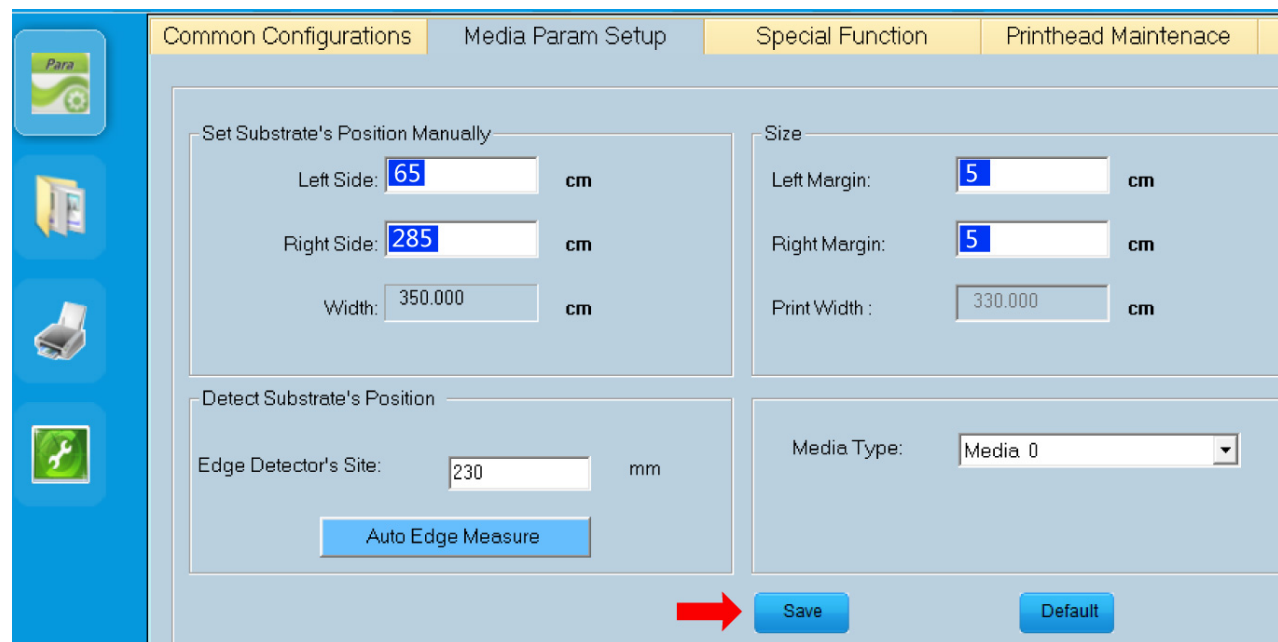 Common Configurations
Media Param Setup
Special Function
Printhead Maintenace
Para
Set Substrate's Position Manually
Left Side: 65 cm
Right Side: 285 cm
Width: 350.000 cm
Size
Left Margin: 5 cm
Right Margin: 5 cm
Print Width : 330.000 cm
Detect Substrate's Position
Edge Detector's Site: 230 mm
Auto Edge Measure
Media Type: Media 0
Save
Default